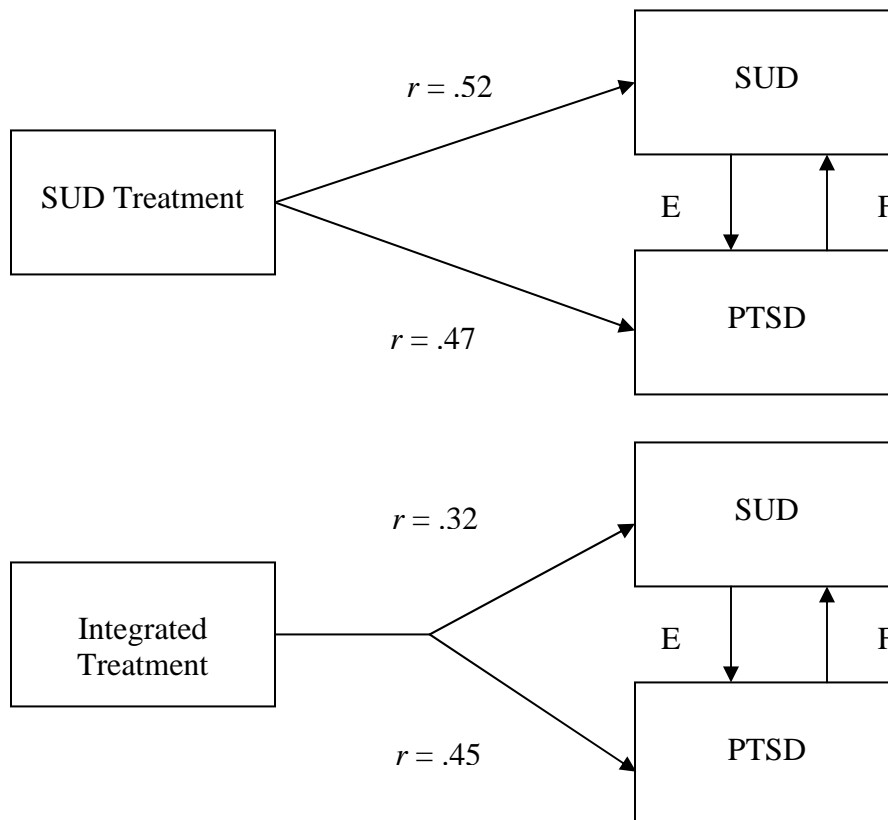 r = .52
SUD
SUD Treatment
E
F
r = .47
PTSD
r = .32
SUD
Integrated
Treatment
E
F
r = .45
PTSD